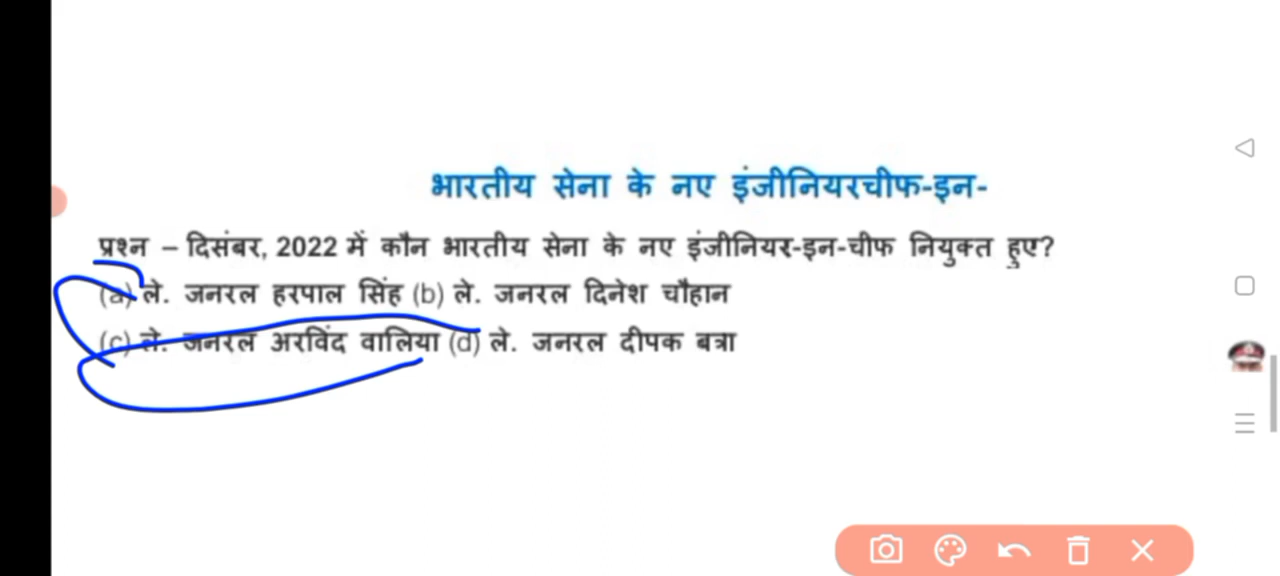 भारतीय सेना के नए इंजीनियरचीफ-इन-
प्रश्न – दिसंबर, 2022 में कौन भारतीय सेना के नए इंजीनियर-इन-चीफ नियुक्त हुए?
(a) ले. जनरल हरपाल सिंह (b) ले. जनरल दिनेश चौहान
(c) ले. जनरल अरविंद वालिया (d) ले. जनरल दीपक बत्रा